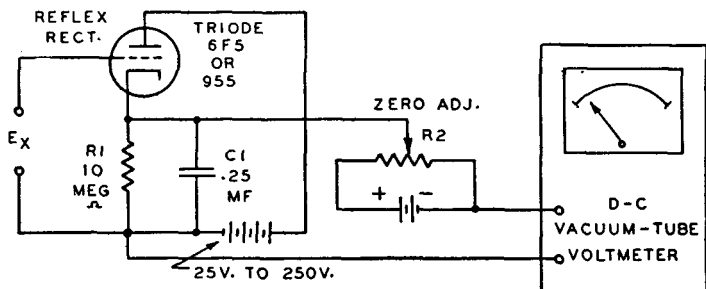 REFLEX
RECT.
TRIODE
6F5
OR
955
EX
R1
10
MEG
Ω
C1
.25
MF
25V. TO 250V.
ZERO ADJ.
R2
+ -
D-C
VACUUM-TUBE
VOLTMETER